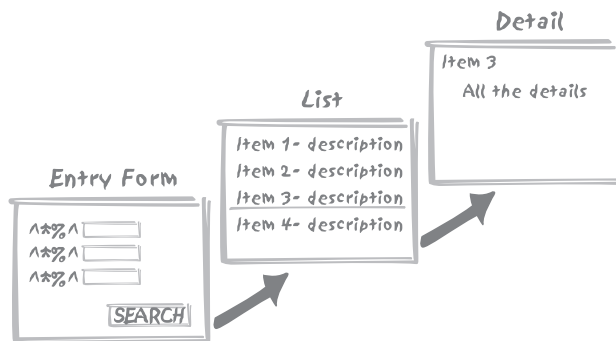 Entry Form
^*%^
^*%^
^*%^
SEARCH
List
Item 1- description
Item 2- description
Item 3- description
Item 4- description
Detail
Item 3
All the details